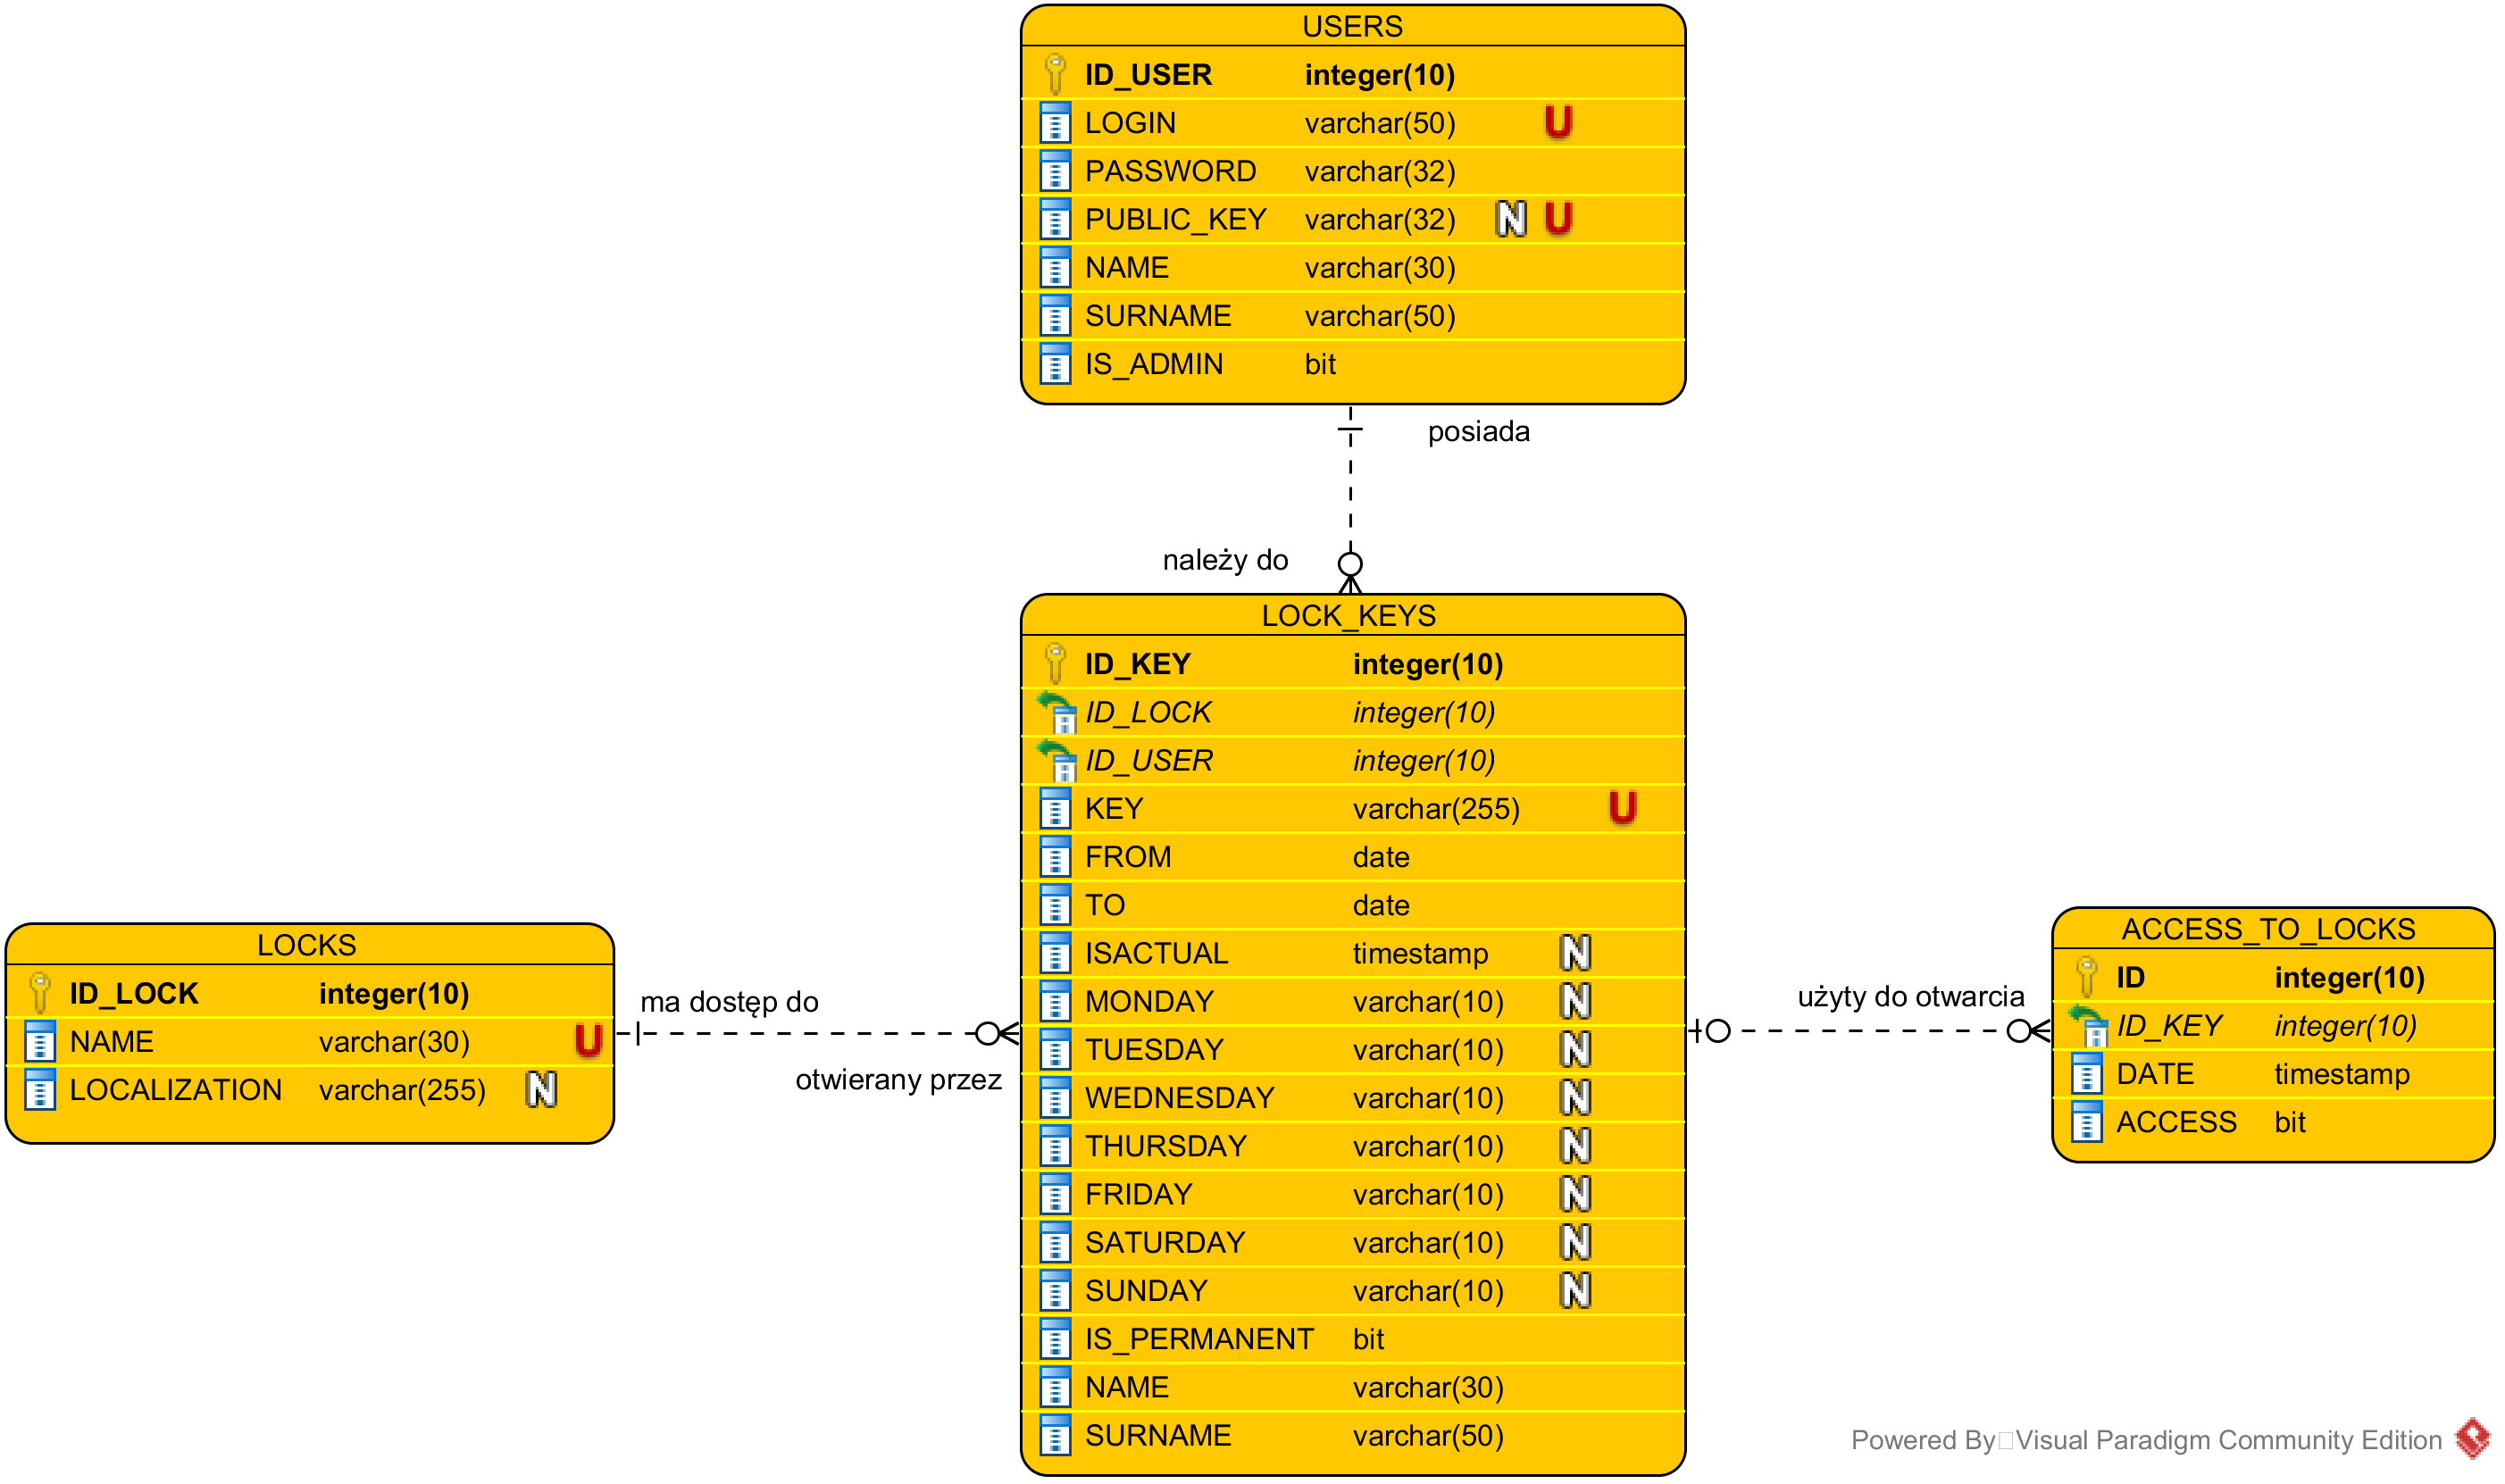 USERS
ID_USER integer(10)
LOGIN varchar(50) U
PASSWORD varchar(32)
PUBLIC_KEY varchar(32) N U
NAME varchar(30)
SURNAME varchar(50)
IS_ADMIN bit
posiada
należy do
LOCK_KEYS
ID_KEY integer(10)
ID_LOCK integer(10)
ID_USER integer(10)
KEY varchar(255) U
FROM date
TO date
ISACTUAL timestamp N
MONDAY varchar(10) N
TUESDAY varchar(10) N
WEDNESDAY varchar(10) N
THURSDAY varchar(10) N
FRIDAY varchar(10) N
SATURDAY varchar(10) N
SUNDAY varchar(10) N
IS_PERMANENT bit
NAME varchar(30)
SURNAME varchar(50)
LOCKS
ID_LOCK integer(10)
NAME varchar(30) U
LOCALIZATION varchar(255) N
ma dostęp do
otwierany przez
użyty do otwarcia
ACCESS_TO_LOCKS
ID integer(10)
ID_KEY integer(10)
DATE timestamp
ACCESS bit
Powered By Visual Paradigm Community Edition